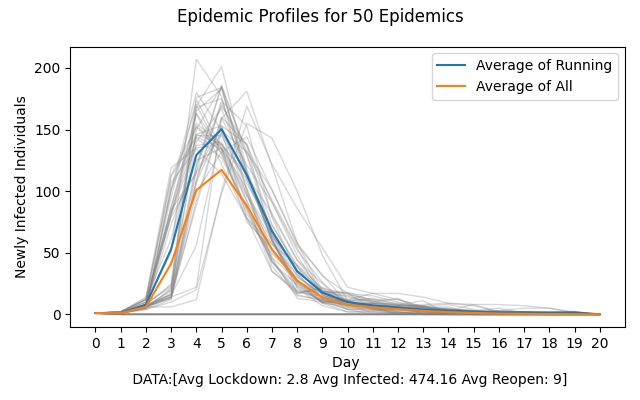 Epidemic Profiles for 50 Epidemics
Newly Infected Individuals
200
150
100
50
0
Average of Running
Average of All
0 1 2 3 4 5 6 7 8 9 10 11 12 13 14 15 16 17 18 19 20
Day
DATA:[Avg Lockdown: 2.8 Avg Infected: 474.16 Avg Reopen: 9]